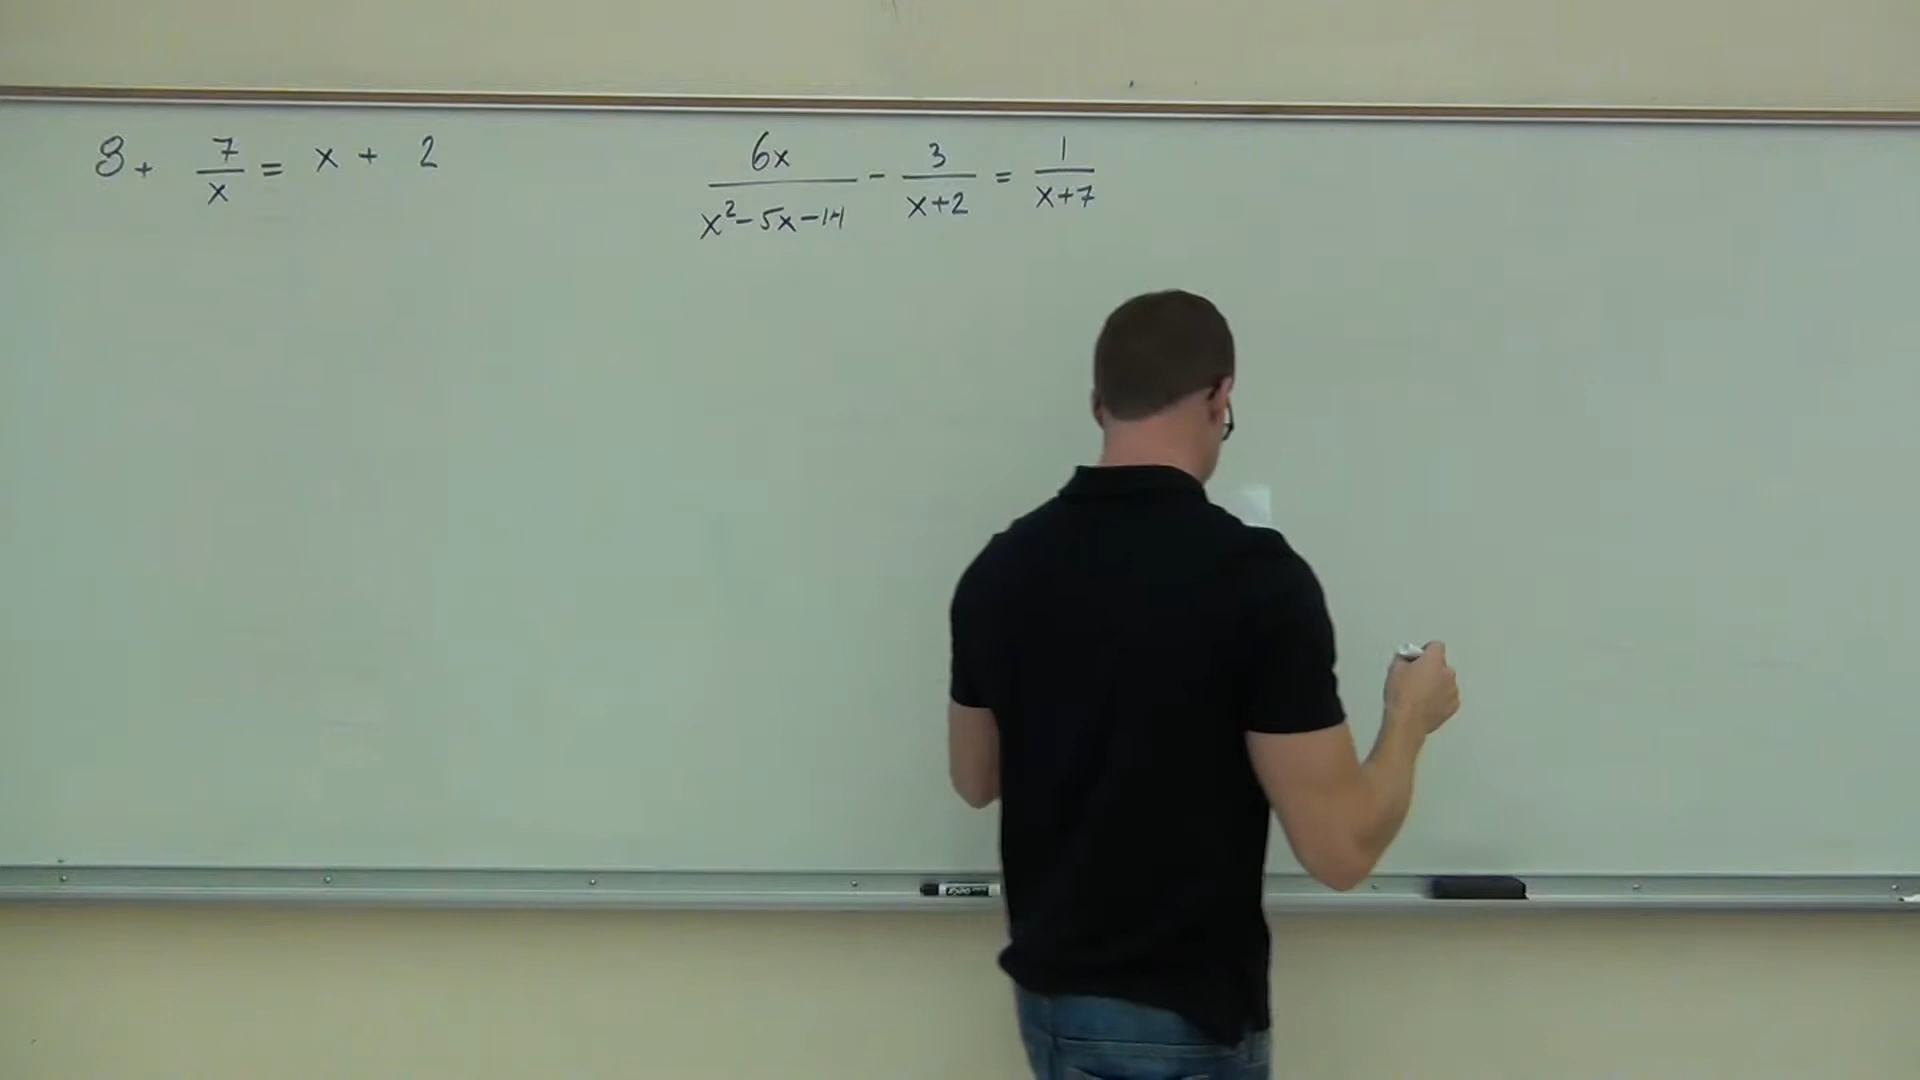 8 + 7/x = x + 2
6x/(x²-5x-14) - 3/(x+2) = 1/(x+7)